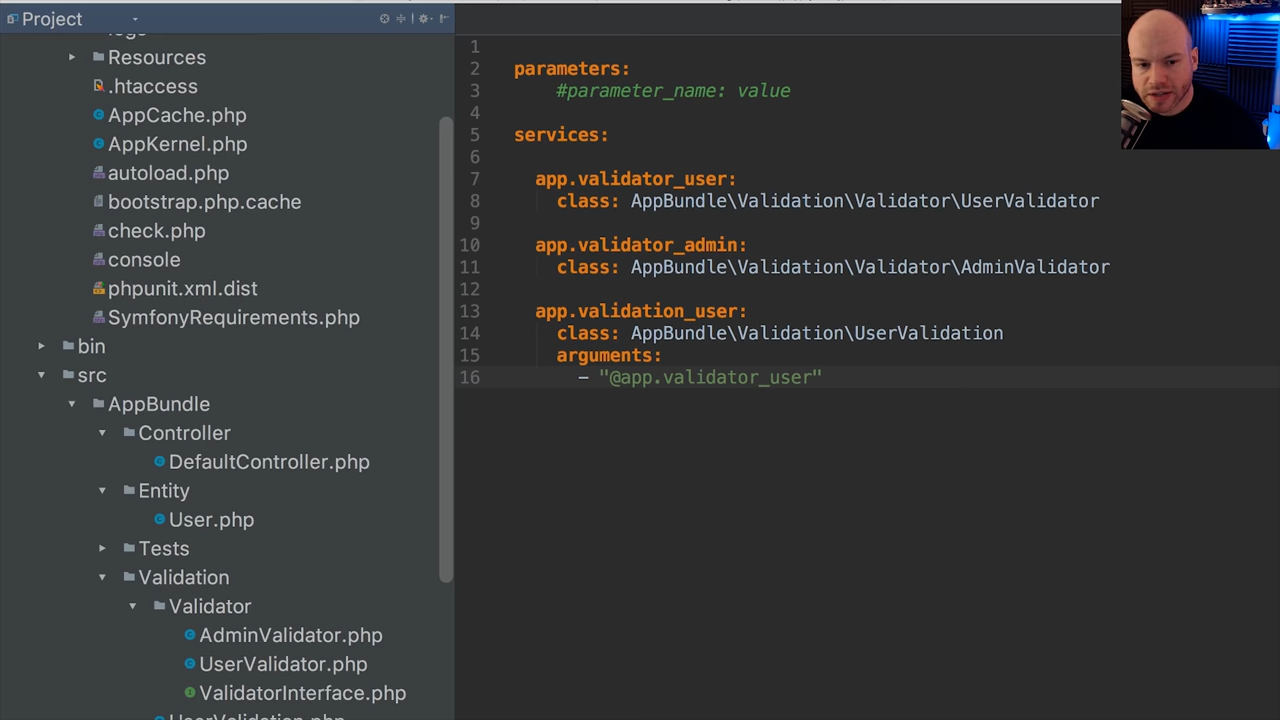 Project
logs
Resources
.htaccess
AppCache.php
AppKernel.php
autoload.php
bootstrap.php.cache
check.php
console
phpunit.xml.dist
SymfonyRequirements.php
bin
src
AppBundle
Controller
DefaultController.php
Entity
User.php
Tests
Validation
Validator
AdminValidator.php
UserValidator.php
ValidatorInterface.php
UserValidation.php
1
2 parameters:
3 #parameter_name: value
4
5 services:
6
7 app.validator_user:
8 class: AppBundle\Validation\Validator\UserValidator
9
10 app.validator_admin:
11 class: AppBundle\Validation\Validator\AdminValidator
12
13 app.validation_user:
14 class: AppBundle\Validation\UserValidation
15 arguments:
16 - "@app.validator_user"